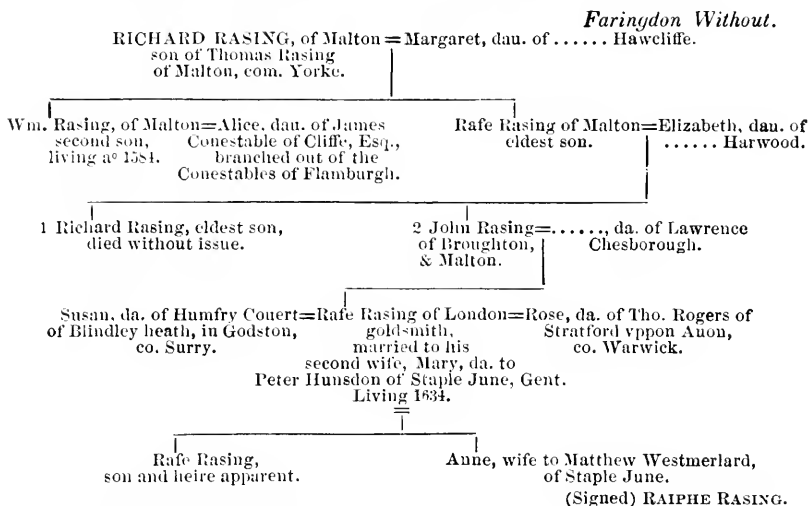 Faringdon Without.
RICHARD RASING, of Malton = Margaret, dau. of ...... Hawcliffe.
son of Thomas Rasing
of Malton, com. Yorke.
Wm. Rasing, of Malton=Alice, dau. of James
second son,
living aº 1584.
Conestable of Cliffe, Esq.,
branched out of the
Conestables of Flamburgh.
Rafe Rasing of Malton=Elizabeth, dau. of
eldest son.
...... Harwood.
1 Richard Rasing, eldest son,
died without issue.
2 John Rasing=......, da. of Lawrence
of Broughton,
& Malton.
Chesborough.
Susan, da. of Humfry Couert=Rafe Rasing of London=Rose, da. of Tho. Rogers of
of Blindley heath, in Godston,
co. Surry.
goldsmith,
married to his
second wife, Mary, da. to
Peter Hunsdon of Staple June, Gent.
Living 1634.
Stratford vppon Auon,
co. Warwick.
Rafe Rasing,
son and heire apparent.
Anne, wife to Matthew Westmerlard,
of Staple June.
(Signed) RAIPHE RASING.